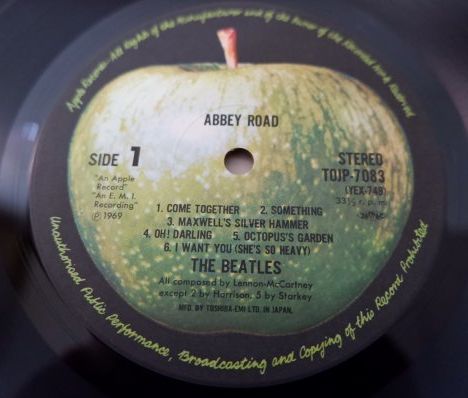 Apple Records · All Rights of the Manufacturer and of the Owner of the Recorded Work Reserved
ABBEY ROAD
SIDE 1
STEREO
TOJP-7083
(YEX-749)
33⅓ r. p. m.
"An Apple
Record"
"An E. M. I.
Recording"
℗ 1969
1. COME TOGETHER 2. SOMETHING
3. MAXWELL'S SILVER HAMMER
4. OH! DARLING 5. OCTOPUS'S GARDEN
6. I WANT YOU (SHE'S SO HEAVY)
THE BEATLES
All composed by Lennon-McCartney
except 2 by Harrison, 5 by Starkey
MFD. BY TOSHIBA-EMI LTD. IN JAPAN.
Unauthorised Public Performance, Broadcasting and Copying of this Record Prohibited